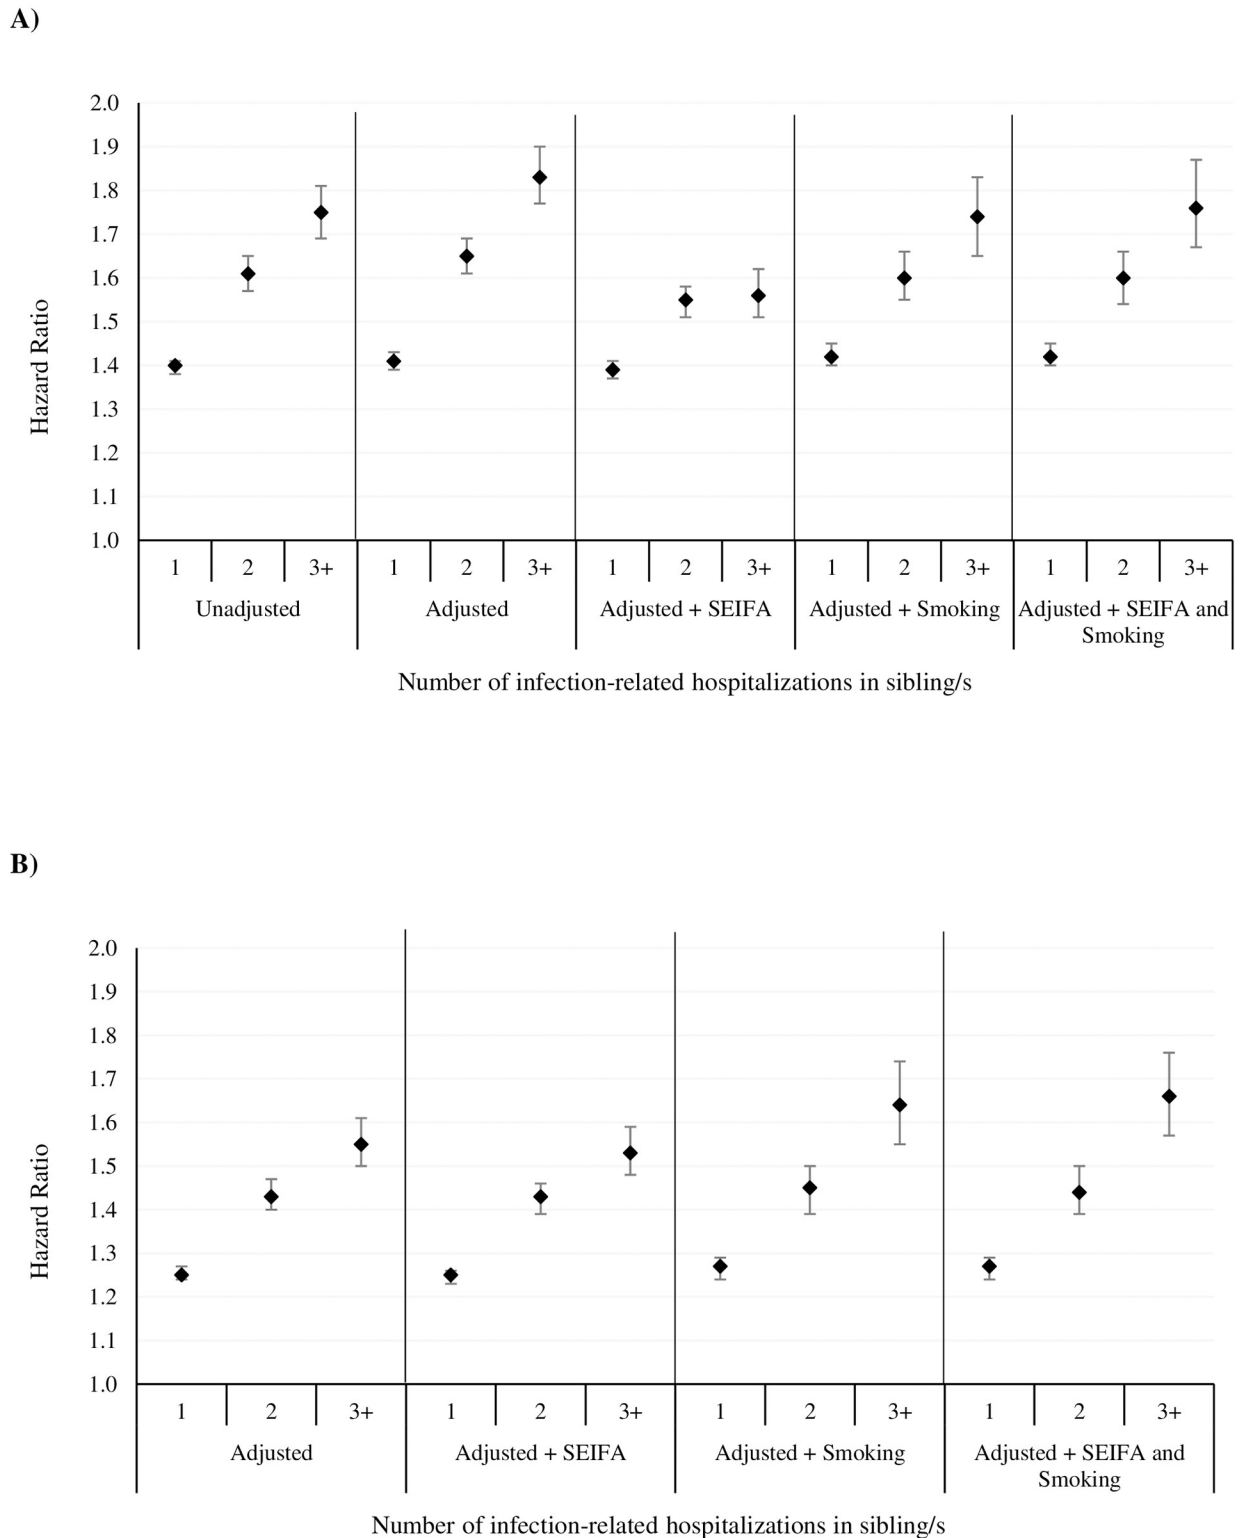 A)
2.0
1.9
1.8
1.7
1.6
1.5
1.4
1.3
1.2
1.1
1.0
Hazard Ratio
1 2 3+ 1 2 3+ 1 2 3+ 1 2 3+ 1 2 3+
Unadjusted Adjusted Adjusted + SEIFA Adjusted + Smoking Adjusted + SEIFA and
Smoking
Number of infection-related hospitalizations in sibling/s
B)
2.0
1.9
1.8
1.7
1.6
1.5
1.4
1.3
1.2
1.1
1.0
Hazard Ratio
1 2 3+ 1 2 3+ 1 2 3+ 1 2 3+
Adjusted Adjusted + SEIFA Adjusted + Smoking Adjusted + SEIFA and
Smoking
Number of infection-related hospitalizations in sibling/s